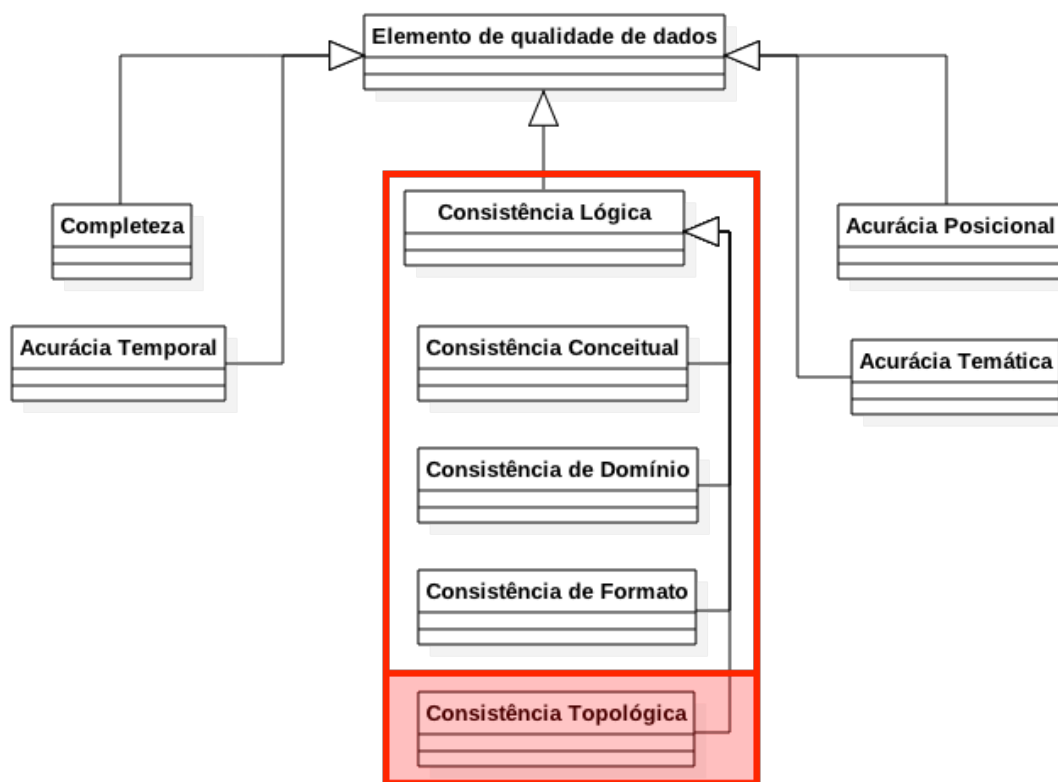 Elemento de qualidade de dados
Completeza
Consistência Lógica
Acurácia Posicional
Acurácia Temporal
Consistência Conceitual
Acurácia Temática
Consistência de Domínio
Consistência de Formato
Consistência Topológica